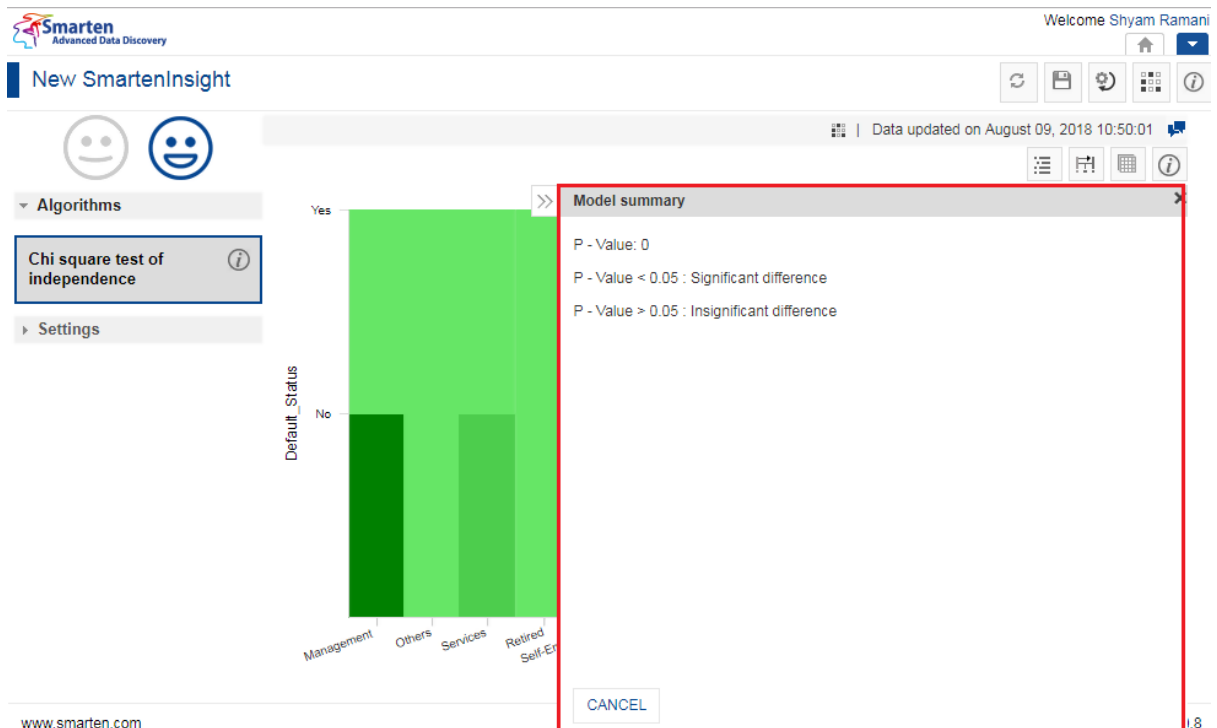 Smarten
Advanced Data Discovery
Welcome Shyam Ramani
New SmartenInsight
Data updated on August 09, 2018 10:50:01
Algorithms
Chi square test of
independence
Settings
Model summary
P - Value: 0
P - Value < 0.05 : Significant difference
P - Value > 0.05 : Insignificant difference
Yes
No
Default_Status
Management
Others
Services
Retired
CANCEL
www.smarten.com